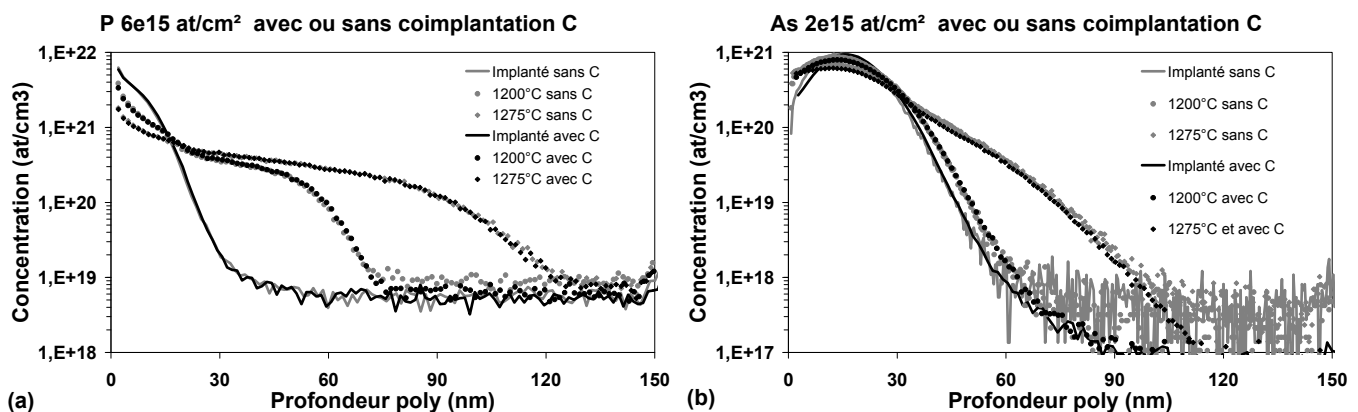 P 6e15 at/cm² avec ou sans coimplantation C
Concentration (at/cm3)
1,E+22
1,E+21
1,E+20
1,E+19
1,E+18
Implanté sans C
1200°C sans C
1275°C sans C
Implanté avec C
1200°C avec C
1275°C avec C
0 30 60 90 120 150
Profondeur poly (nm)
(a)
As 2e15 at/cm² avec ou sans coimplantation C
Concentration (at/cm3)
1,E+21
1,E+20
1,E+19
1,E+18
1,E+17
Implanté sans C
1200°C sans C
1275°C sans C
Implanté avec C
1200°C avec C
1275°C et avec C
0 30 60 90 120 150
Profondeur poly (nm)
(b)